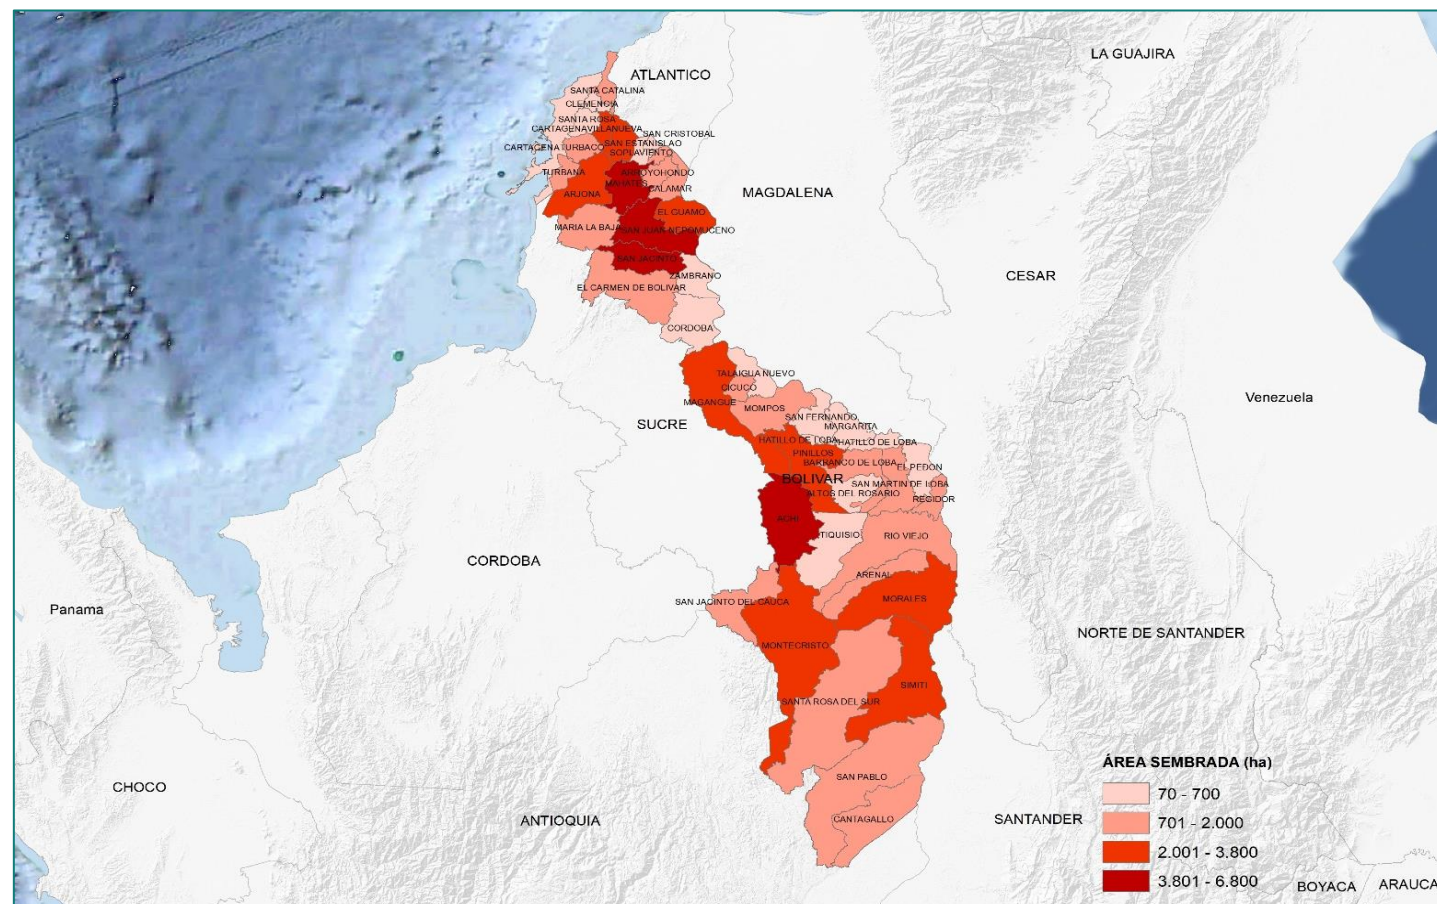 LA GUAJIRA
ATLANTICO
SANTA CATALINA
CLEMENCIA
SANTA ROSA
CARTAGENA
VILLANUEVA
SAN CRISTOBAL
SAN ESTANISLAO
CARTAGENA
TURBACO
SOPLAVIENTO
TURBANA
ARROYOHONDO
MAHATES
CALAMAR
ARJONA
MAGDALENA
EL GUAMO
MARIA LA BAJA
SAN JUAN NEPOMUCENO
SAN JACINTO
ZAMBRANO
CESAR
EL CARMEN DE BOLIVAR
CORDOBA
TALAIGUA NUEVO
CICUCO
MAGANGUE
MOMPOS
Venezuela
SAN FERNANDO
MARGARITA
SUCRE
HATILLO DE LOBA
HATILLO DE LOBA
PINILLOS
BARRANCO DE LOBA
EL PEÑON
BOLIVAR
SAN MARTIN DE LOBA
ALTOS DEL ROSARIO
REGIDOR
ACHI
TIQUISIO
RIO VIEJO
CORDOBA
ARENAL
SAN JACINTO DEL CAUCA
MORALES
Panama
NORTE DE SANTANDER
MONTECRISTO
SIMITI
SANTA ROSA DEL SUR
ÁREA SEMBRADA (ha)
SAN PABLO
CHOCO
70 - 700
ANTIOQUIA
CANTAGALLO
SANTANDER
701 - 2.000
2.001 - 3.800
3.801 - 6.800
BOYACA
ARAUCA